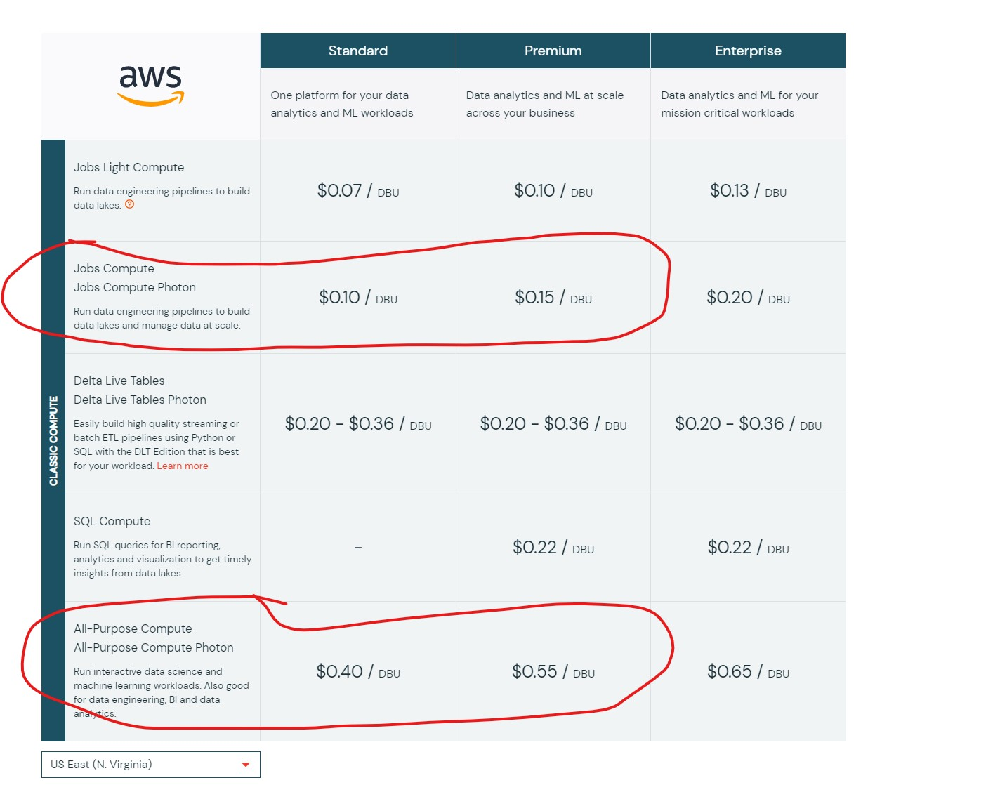 aws
Standard
Premium
Enterprise
One platform for your data
analytics and ML workloads
Data analytics and ML at scale
across your business
Data analytics and ML for your
mission critical workloads
CLASSIC COMPUTE
Jobs Light Compute
Run data engineering pipelines to build
data lakes.
$0.07 / DBU
$0.10 / DBU
$0.13 / DBU
Jobs Compute
Jobs Compute Photon
Run data engineering pipelines to build
data lakes and manage data at scale.
$0.10 / DBU
$0.15 / DBU
$0.20 / DBU
Delta Live Tables
Delta Live Tables Photon
Easily build high quality streaming or
batch ETL pipelines using Python or
SQL with the DLT Edition that is best
for your workload. Learn more
$0.20 - $0.36 / DBU
$0.20 - $0.36 / DBU
$0.20 - $0.36 / DBU
SQL Compute
Run SQL queries for BI reporting,
analytics and visualization to get timely
insights from data lakes.
-
$0.22 / DBU
$0.22 / DBU
All-Purpose Compute
All-Purpose Compute Photon
Run interactive data science and
machine learning workloads. Also good
for data engineering, BI and data
analytics.
$0.40 / DBU
$0.55 / DBU
$0.65 / DBU
US East (N. Virginia)